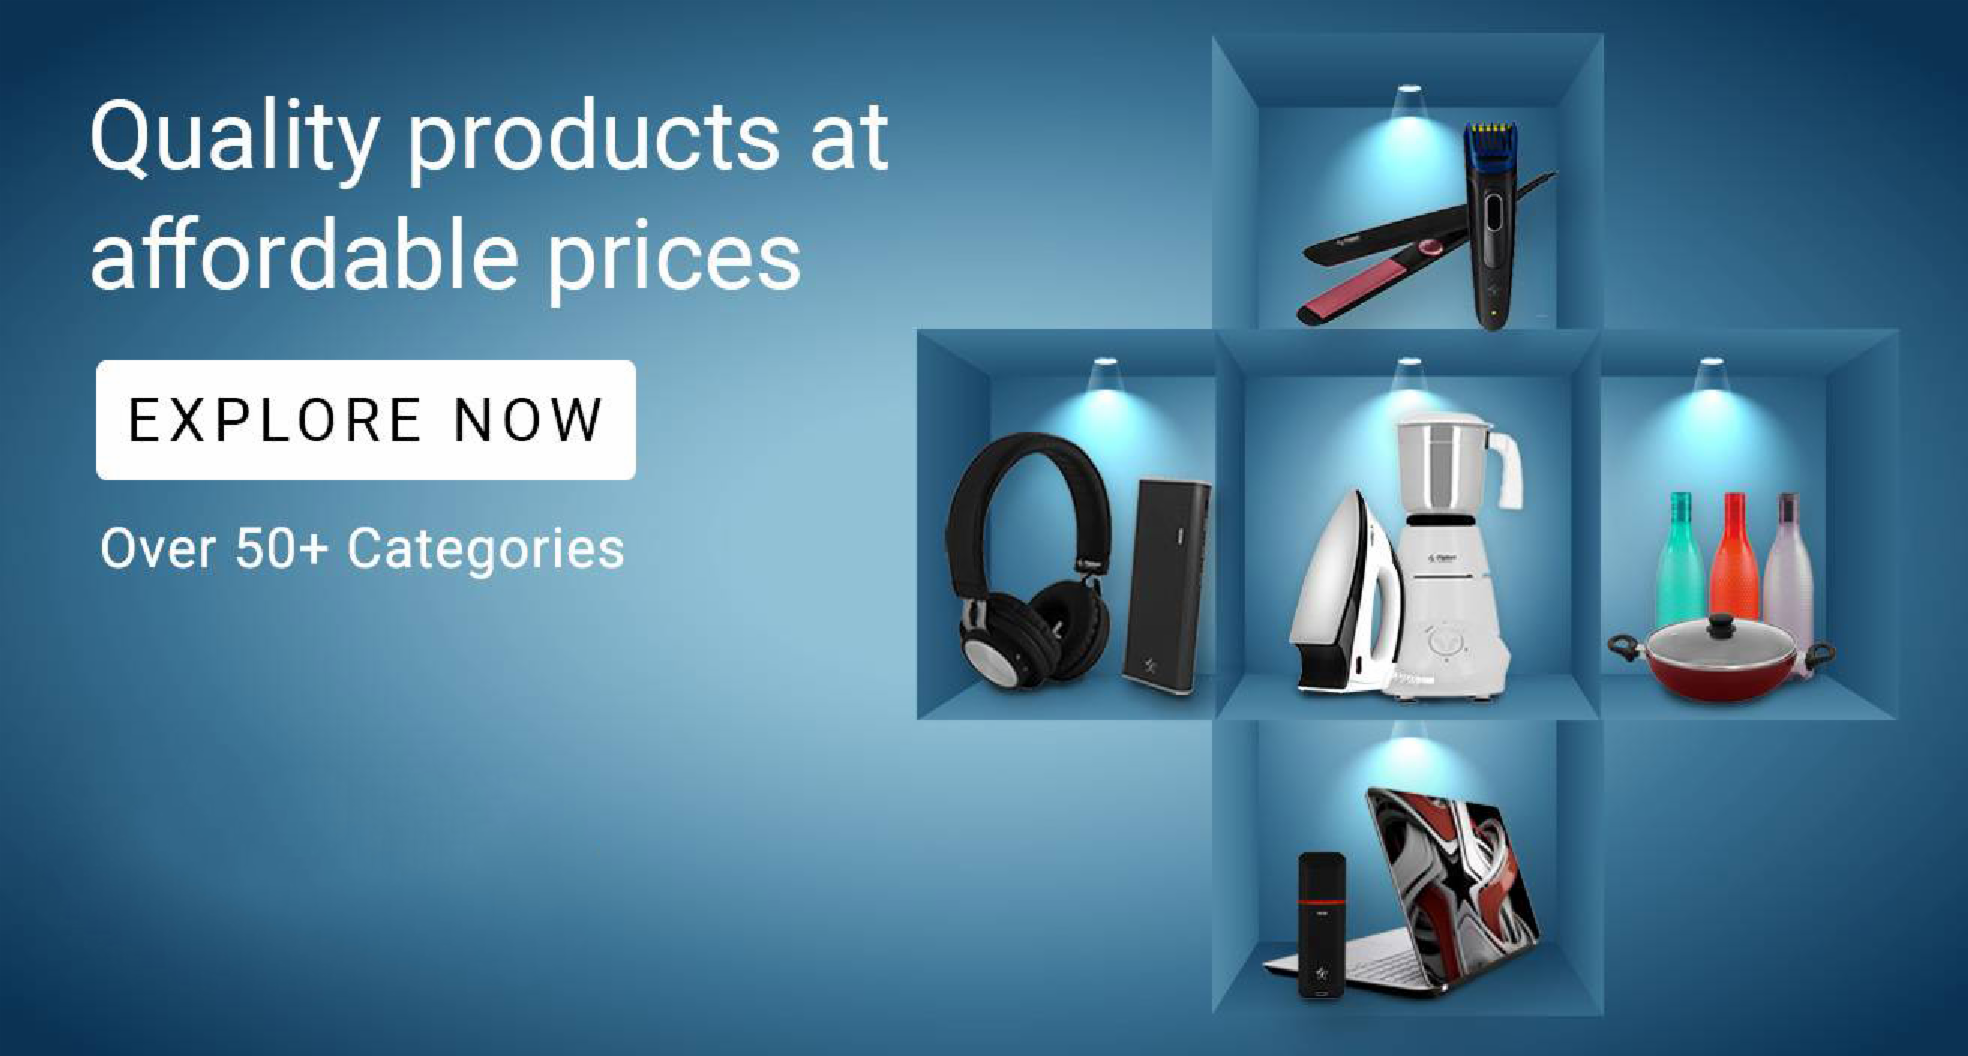 Quality products at
affordable prices
EXPLORE NOW
Over 50+ Categories